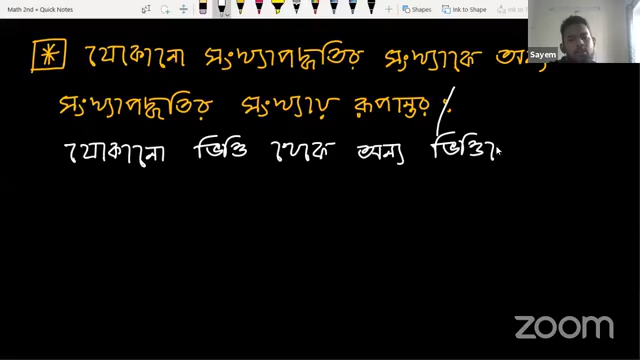 Math 2nd + Quick Notes
Shapes Ink to Shape
Sayem
* যেকোনো সংখ্যাপদ্ধতির সংখ্যাকে অন্য
সংখ্যাপদ্ধতির সংখ্যায় রূপান্তর :
যেকোনো ভিত্তি থেকে অন্য ভিত্তিে
zoom